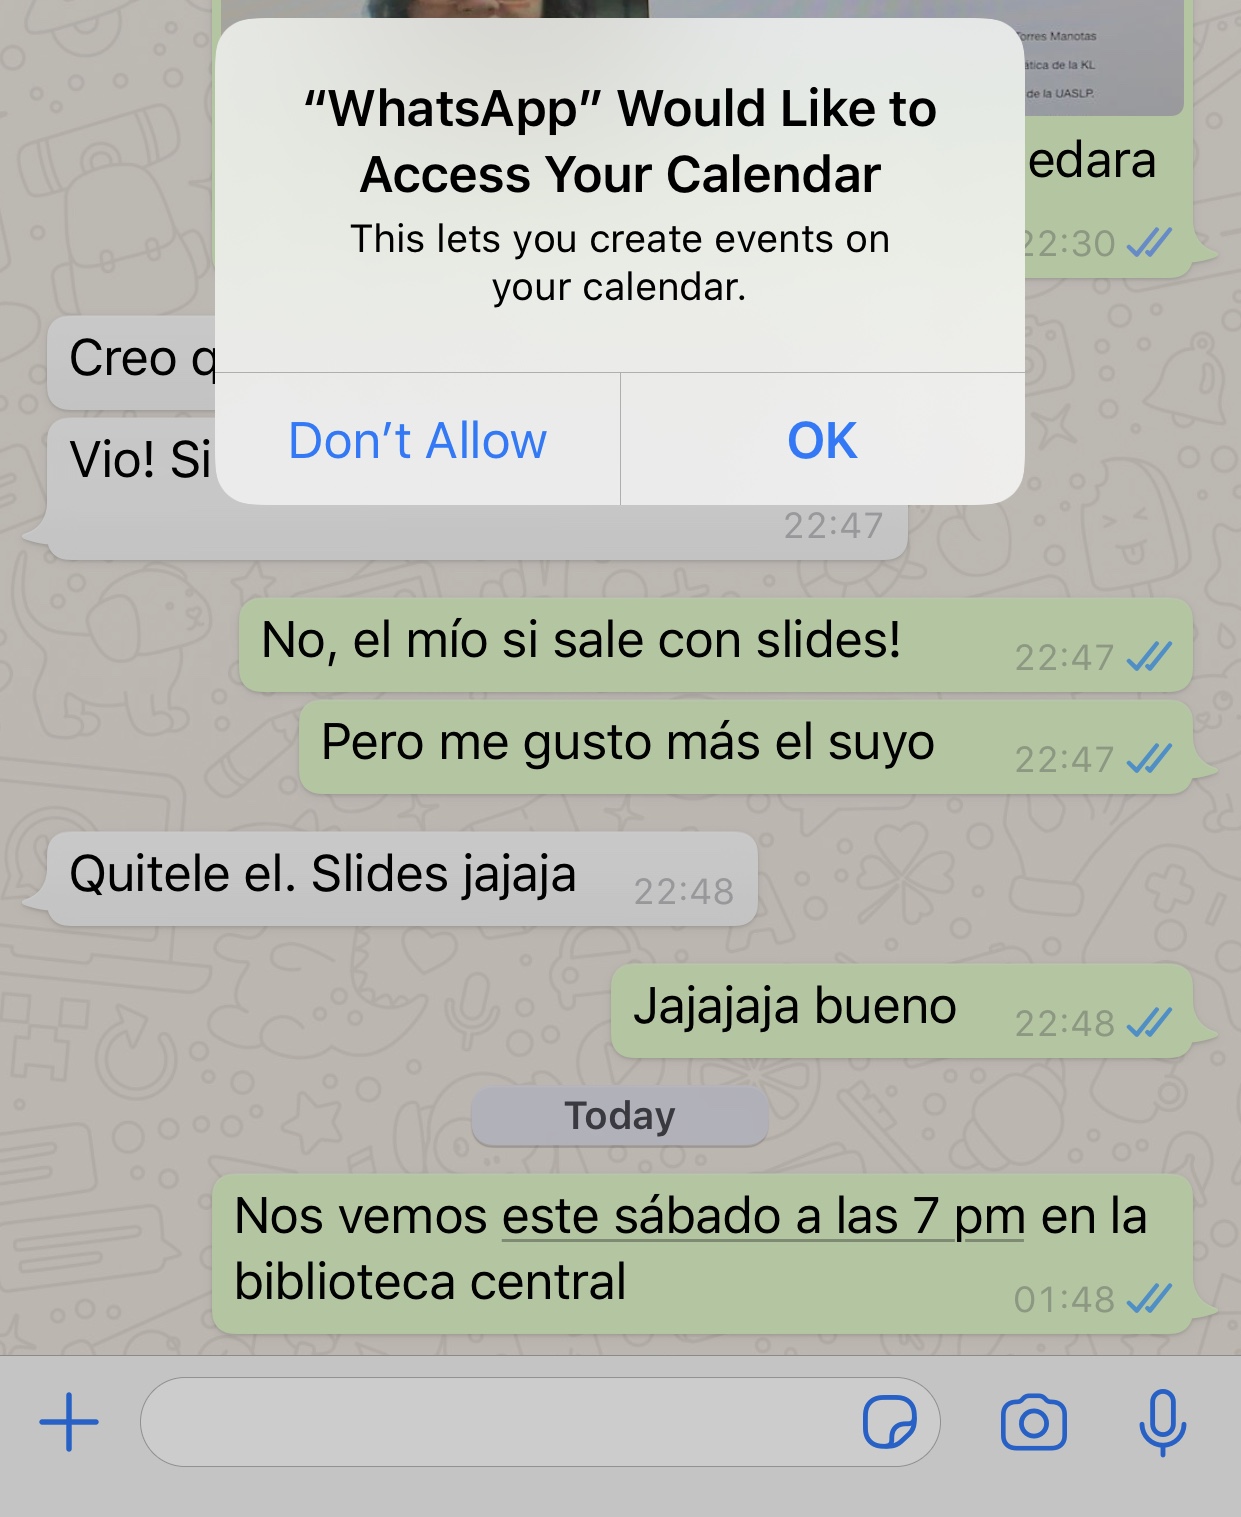 Torres Manotas
ática de la KL
de la UASLP.
“WhatsApp” Would Like to
Access Your Calendar
This lets you create events on
your calendar.
Don’t Allow
OK
edara
22:30
Creo q
Vio! Si
22:47
No, el mío si sale con slides!
22:47
Pero me gusto más el suyo
22:47
Quitele el. Slides jajaja
22:48
Jajajaja bueno
22:48
Today
Nos vemos este sábado a las 7 pm en la
biblioteca central
01:48